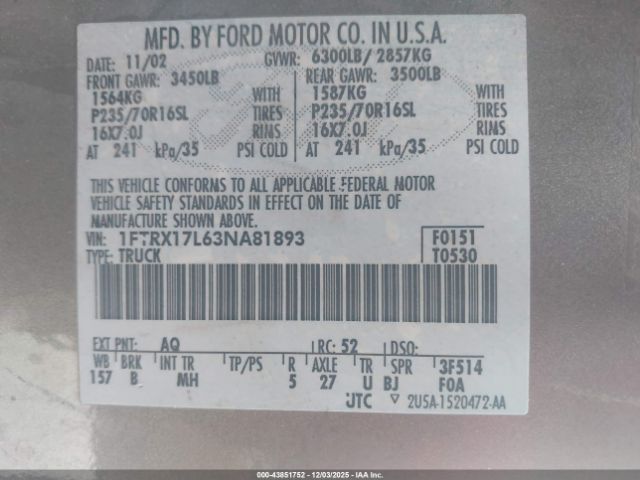 MFD. BY FORD MOTOR CO. IN U.S.A.
DATE: 11/02 GVWR: 6300LB/ 2857KG
FRONT GAWR: 3450LB REAR GAWR: 3500LB
1564KG WITH 1587KG WITH
P235/70R16SL TIRES P235/70R16SL TIRES
16X7.0J RIMS 16X7.0J RIMS
AT 241 kPa/35 PSI COLD AT 241 kPa/35 PSI COLD
THIS VEHICLE CONFORMS TO ALL APPLICABLE FEDERAL MOTOR
VEHICLE SAFETY STANDARDS IN EFFECT ON THE DATE OF
MANUFACTURE SHOWN ABOVE.
VIN: 1FTRX17L63NA81893 F0151
TYPE: TRUCK T0530
EXT PNT: AQ RC: 52 DSO:
WB BRK INT TR TP/PS R AXLE TR SPR 3F514
157 B MH 5 27 U BJ F0A
UTC ▽ 2U5A-1520472-AA
Copart
# 43851752 - 12/03/2025 - IAA Inc.